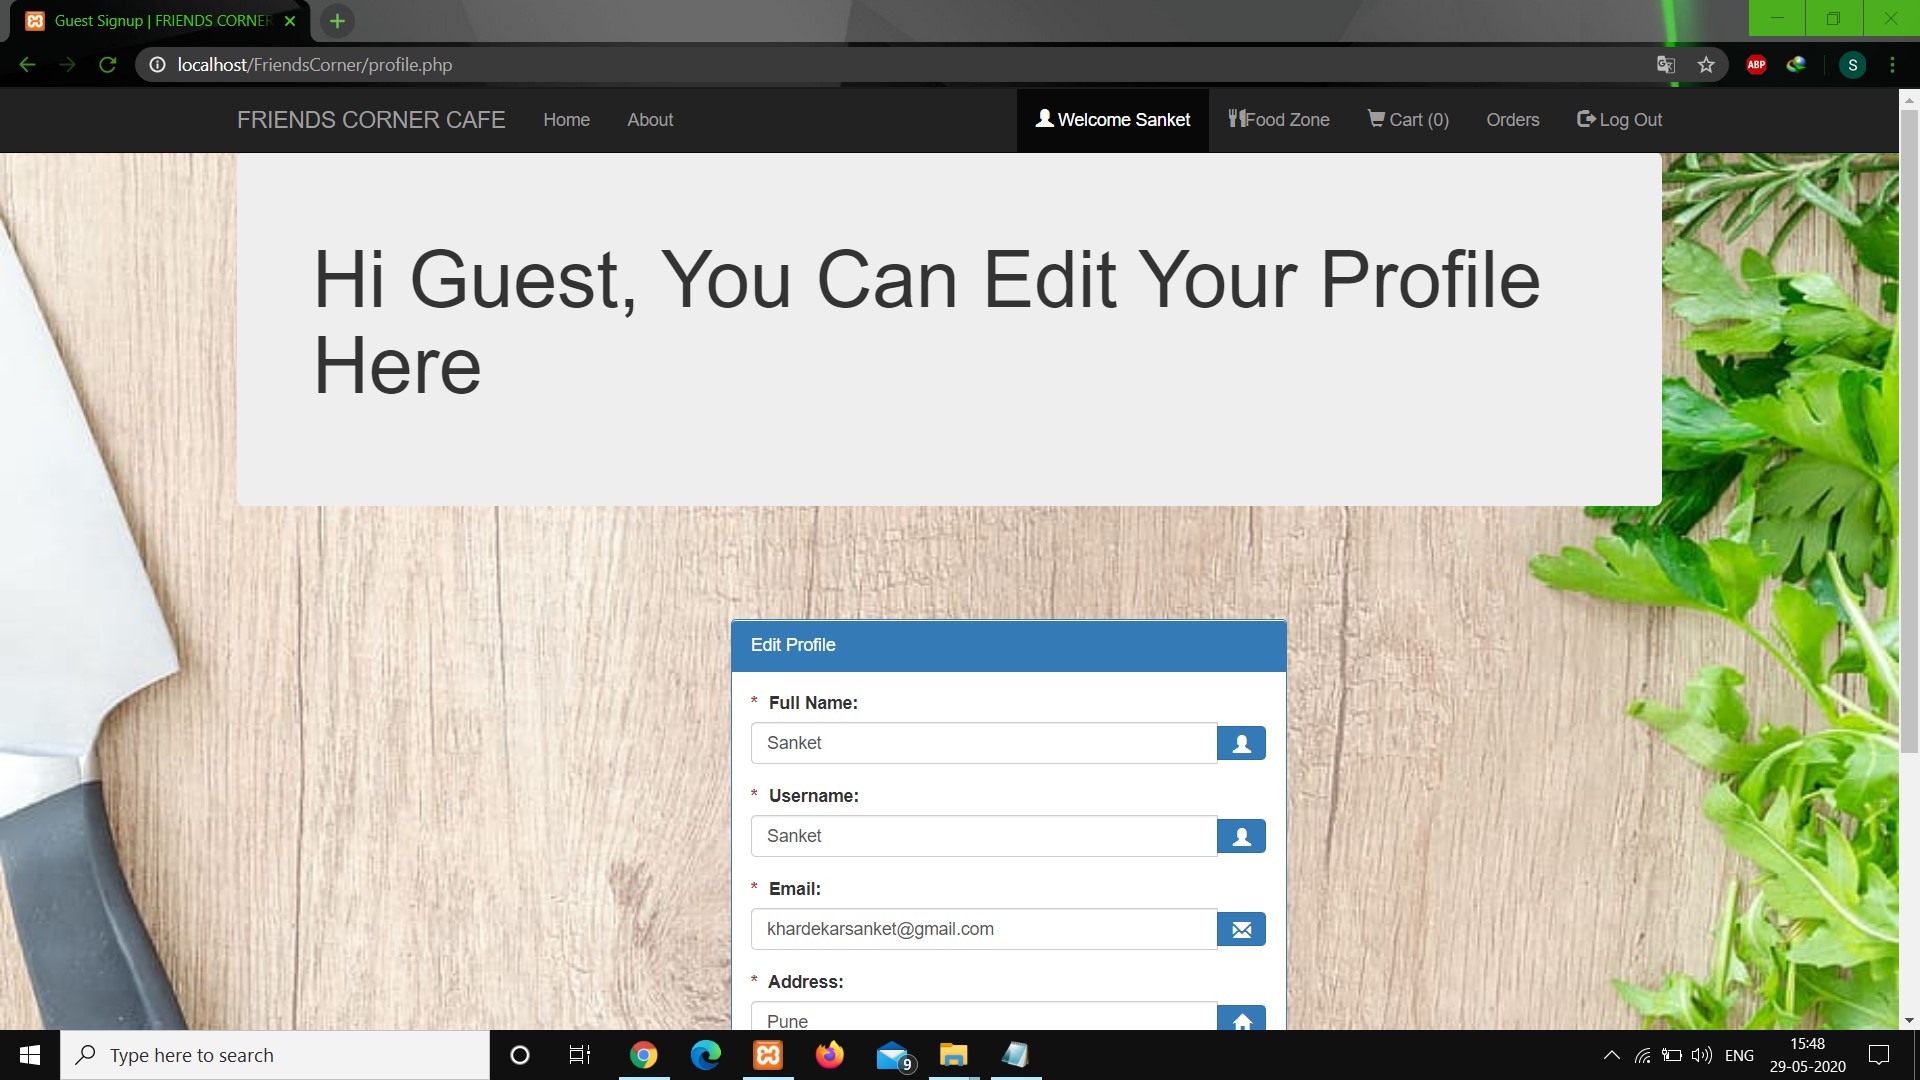 Guest Signup | FRIENDS CORNER
localhost/FriendsCorner/profile.php
ABP
S
FRIENDS CORNER CAFE Home About Welcome Sanket Food Zone Cart (0) Orders Log Out
Hi Guest, You Can Edit Your Profile
Here
Edit Profile
* Full Name:
Sanket
* Username:
Sanket
* Email:
khardekarsanket@gmail.com
* Address:
Pune
Type here to search
9
ENG
15:48
29-05-2020